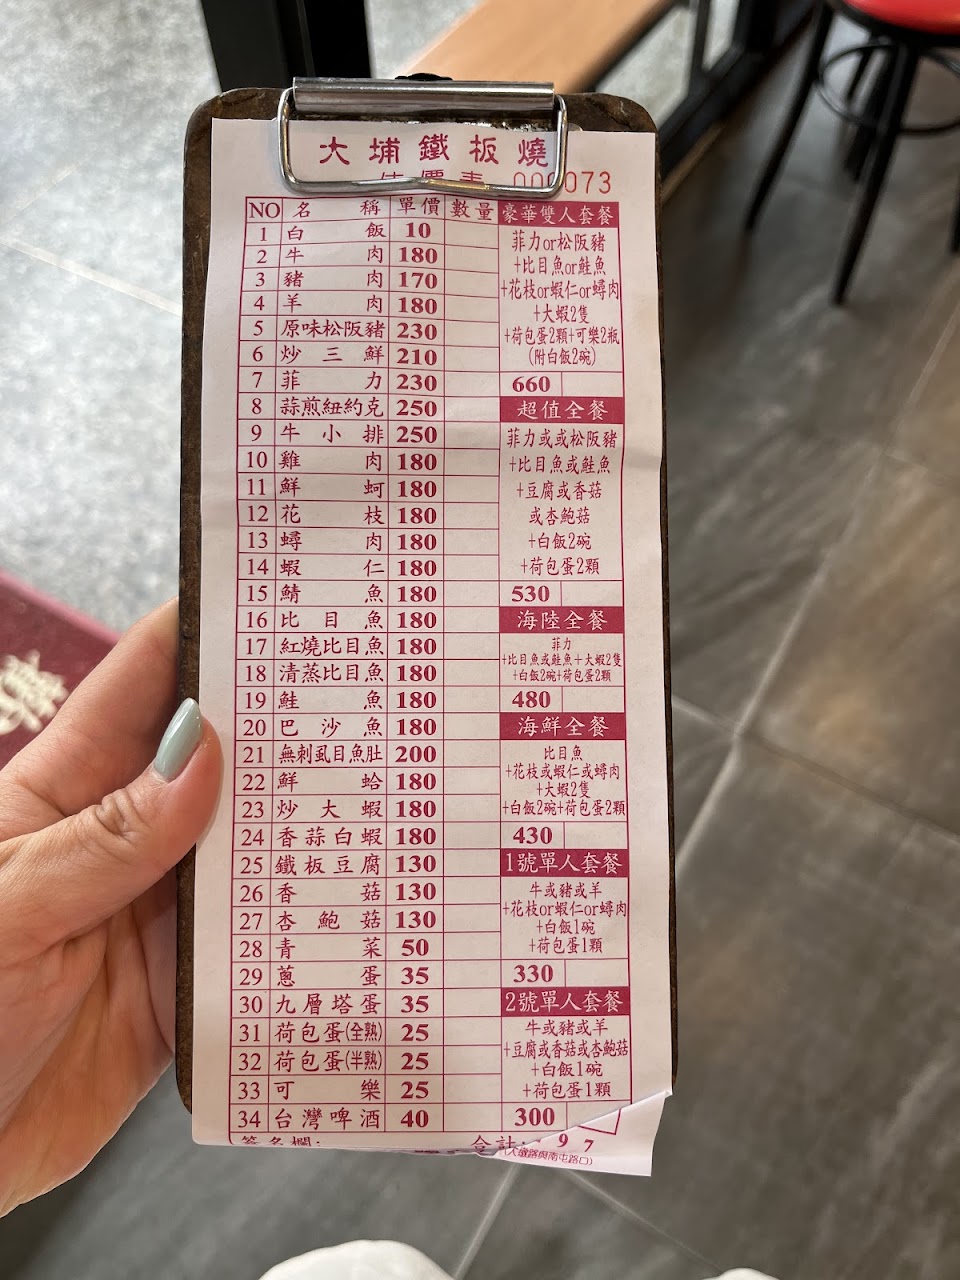 大埔鐵板燒
估價表 000073
NO 名稱 單價 數量
1 白飯 10
2 牛肉 180
3 豬肉 170
4 羊肉 180
5 原味松阪豬 230
6 炒三鮮 210
7 菲力 230
8 蒜煎紐約克 250
9 牛小排 250
10 雞肉 180
11 鮮蚵 180
12 花枝 180
13 蟳肉 180
14 蝦仁 180
15 鯖魚 180
16 比目魚 180
17 紅燒比目魚 180
18 清蒸比目魚 180
19 鮭魚 180
20 巴沙魚 180
21 無刺虱目魚肚 200
22 鮮蛤 180
23 炒大蝦 180
24 香蒜白蝦 180
25 鐵板豆腐 130
26 香菇 130
27 杏鮑菇 130
28 青菜 50
29 蔥蛋 35
30 九層塔蛋 35
31 荷包蛋(全熟) 25
32 荷包蛋(半熟) 25
33 可樂 25
34 台灣啤酒 40
豪華雙人套餐
菲力or松阪豬
+比目魚or鮭魚
+花枝or蝦仁or蟳肉
+大蝦2隻
+荷包蛋2顆+可樂2瓶
(附白飯2碗)
660
超值全餐
菲力或或松阪豬
+比目魚或鮭魚
+豆腐或香菇
或杏鮑菇
+白飯2碗
+荷包蛋2顆
530
海陸全餐
菲力
+比目魚或鮭魚+大蝦2隻
+白飯2碗+荷包蛋2顆
480
海鮮全餐
比目魚
+花枝或蝦仁或蟳肉
+大蝦2隻
+白飯2碗+荷包蛋2顆
430
1號單人套餐
牛或豬或羊
+花枝or蝦仁or蟳肉
+白飯1碗
+荷包蛋1顆
330
2號單人套餐
牛或豬或羊
+豆腐或香菇或杏鮑菇
+白飯1碗
+荷包蛋1顆
300
簽名欄: 合計:
9 7
(大墩路與南屯路口)